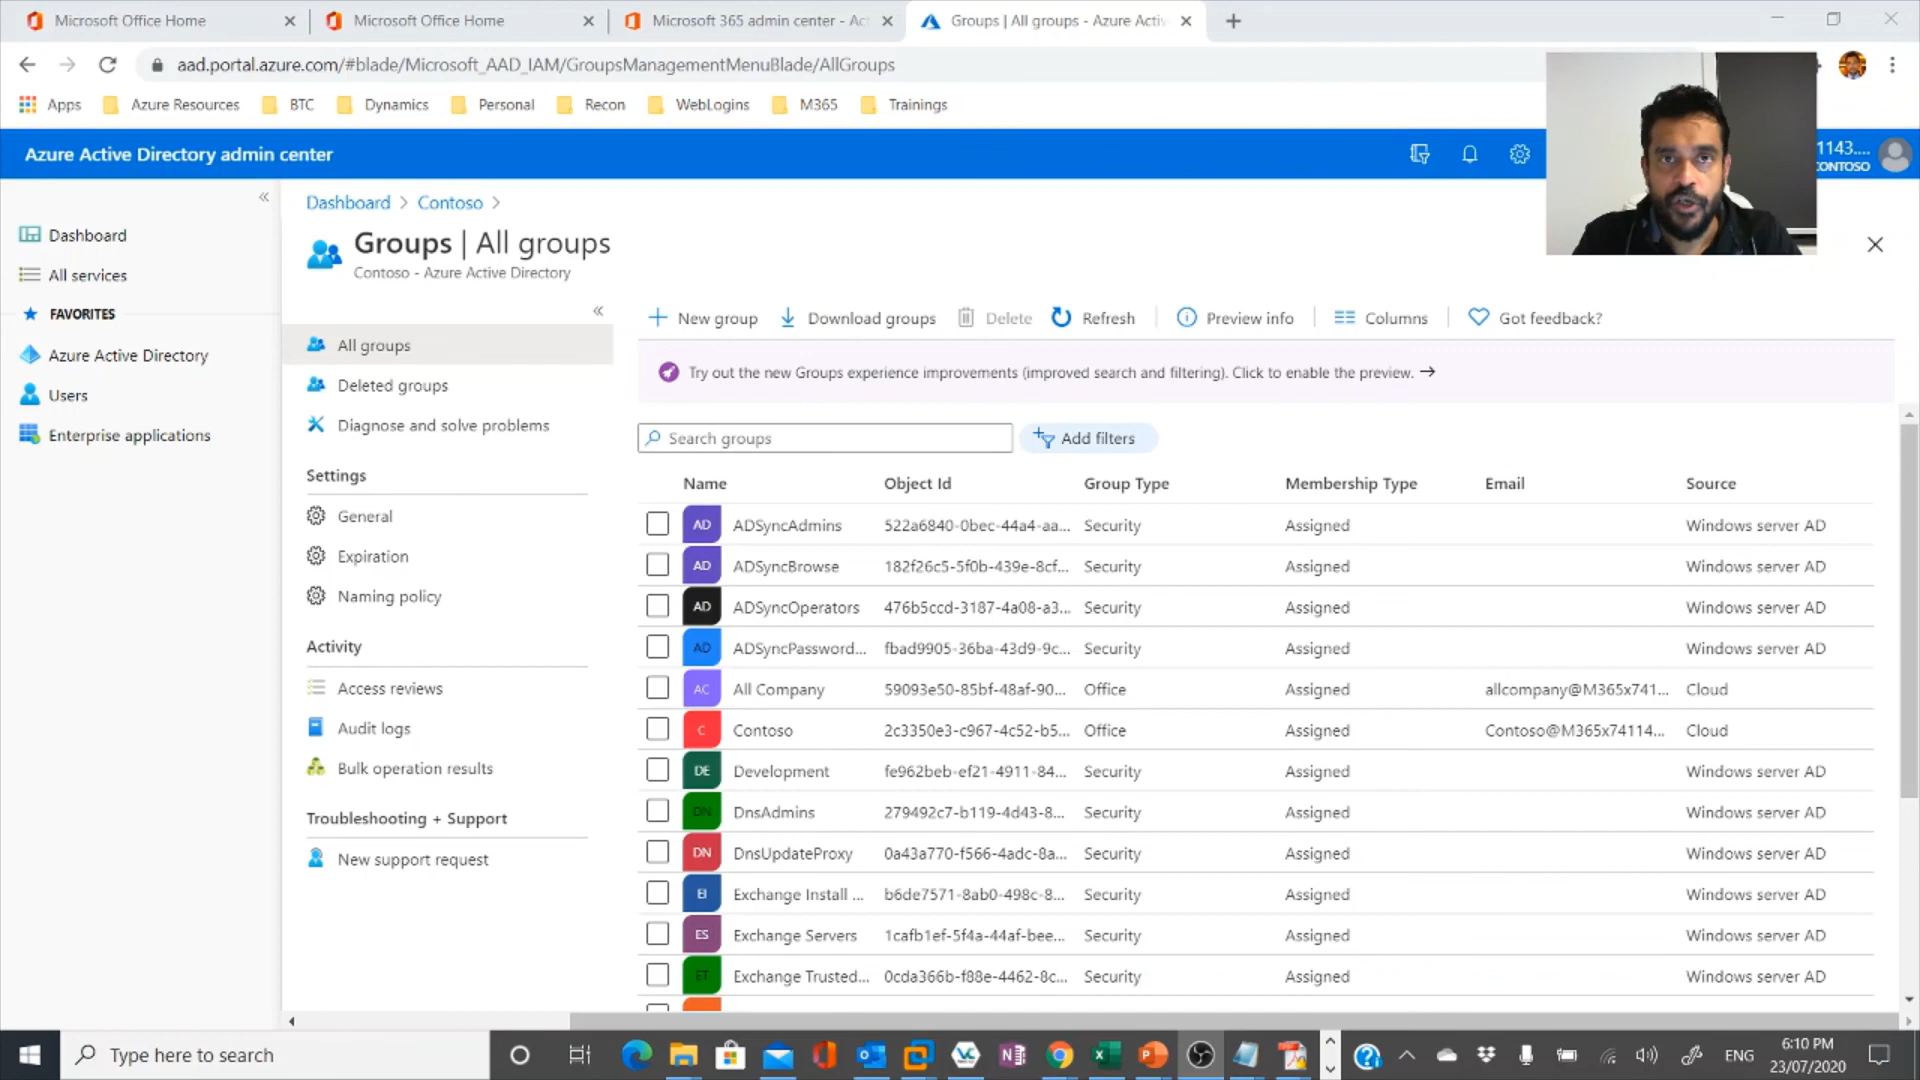 Microsoft Office Home
Microsoft Office Home
Microsoft 365 admin center - Ac
Groups | All groups - Azure Activ
aad.portal.azure.com/#blade/Microsoft_AAD_IAM/GroupsManagementMenuBlade/AllGroups
Apps Azure Resources BTC Dynamics Personal Recon WebLogins M365 Trainings
Azure Active Directory admin center
1143....
CONTOSO
Dashboard
All services
FAVORITES
Azure Active Directory
Users
Enterprise applications
Dashboard > Contoso >
Groups | All groups
Contoso - Azure Active Directory
All groups
Deleted groups
Diagnose and solve problems
Settings
General
Expiration
Naming policy
Activity
Access reviews
Audit logs
Bulk operation results
Troubleshooting + Support
New support request
New group Download groups Delete Refresh Preview info Columns Got feedback?
Try out the new Groups experience improvements (improved search and filtering). Click to enable the preview. →
Search groups
Add filters
Name Object Id Group Type Membership Type Email Source
AD ADSyncAdmins 522a6840-0bec-44a4-aa... Security Assigned Windows server AD
AD ADSyncBrowse 182f26c5-5f0b-439e-8cf... Security Assigned Windows server AD
AD ADSyncOperators 476b5ccd-3187-4a08-a3... Security Assigned Windows server AD
AD ADSyncPassword... fbad9905-36ba-43d9-9c... Security Assigned Windows server AD
AC All Company 59093e50-85bf-48af-90... Office Assigned allcompany@M365x741... Cloud
C Contoso 2c3350e3-c967-4c52-b5... Office Assigned Contoso@M365x74114... Cloud
DE Development fe962beb-ef21-4911-84... Security Assigned Windows server AD
DN DnsAdmins 279492c7-b119-4d43-8... Security Assigned Windows server AD
DN DnsUpdateProxy 0a43a770-f566-4adc-8a... Security Assigned Windows server AD
EI Exchange Install ... b6de7571-8ab0-498c-8... Security Assigned Windows server AD
ES Exchange Servers 1cafb1ef-5f4a-44af-bee... Security Assigned Windows server AD
ET Exchange Trusted... 0cda366b-f88e-4462-8c... Security Assigned Windows server AD
Type here to search
ENG
6:10 PM
23/07/2020